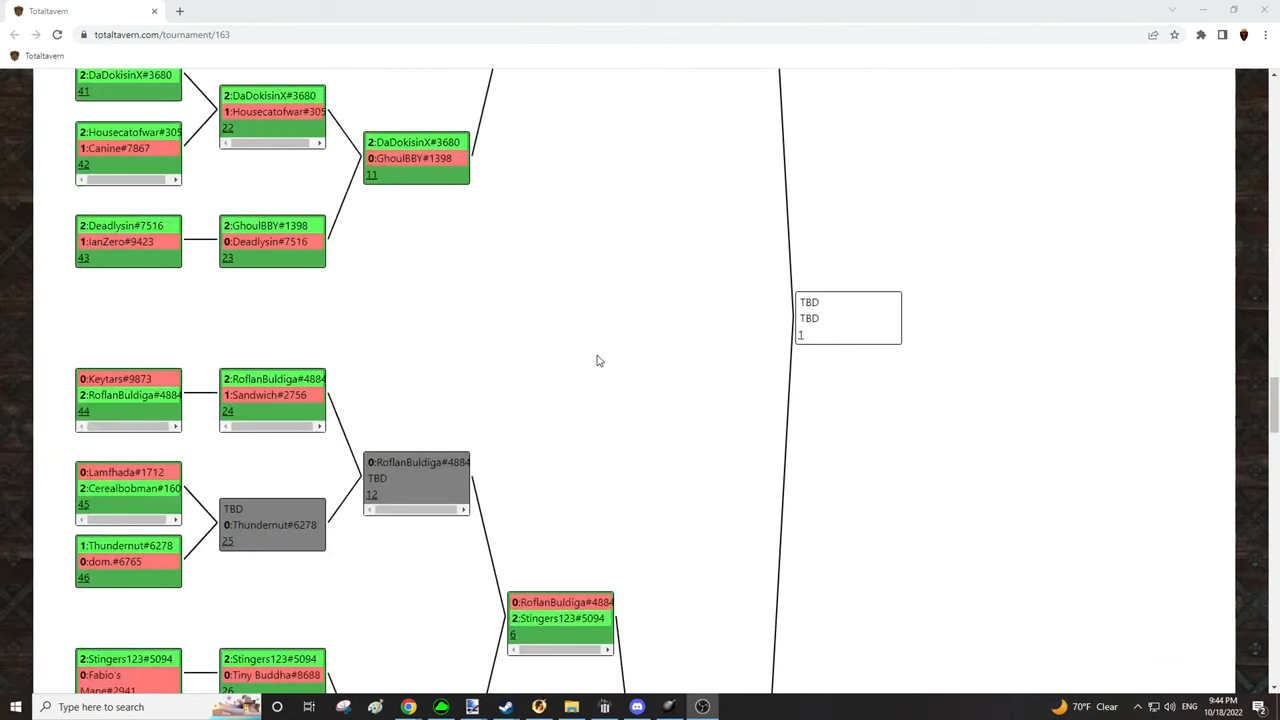 Totaltavern
totaltavern.com/tournament/163
Totaltavern
2:DaDokisinX#3680
41
2:Housecatofwar#305
1:Canine#7867
42
2:DaDokisinX#3680
1:Housecatofwar#305
22
2:DaDokisinX#3680
0:GhoulBBY#1398
11
2:Deadlysin#7516
1:IanZero#9423
43
2:GhoulBBY#1398
0:Deadlysin#7516
23
TBD
TBD
1
0:Keytars#9873
2:RoflanBuldiga#4884
44
2:RoflanBuldiga#4884
1:Sandwich#2756
24
0:Lamfhada#1712
2:Cerealbobman#160
45
1:Thundernut#6278
0:dom.#6765
46
TBD
0:Thundernut#6278
25
0:RoflanBuldiga#4884
TBD
12
0:RoflanBuldiga#4884
2:Stingers123#5094
6
2:Stingers123#5094
0:Fabio's
Mane#2941
2:Stingers123#5094
0:Tiny Buddha#8688
26
Type here to search
70°F Clear
ENG
9:44 PM
10/18/2022